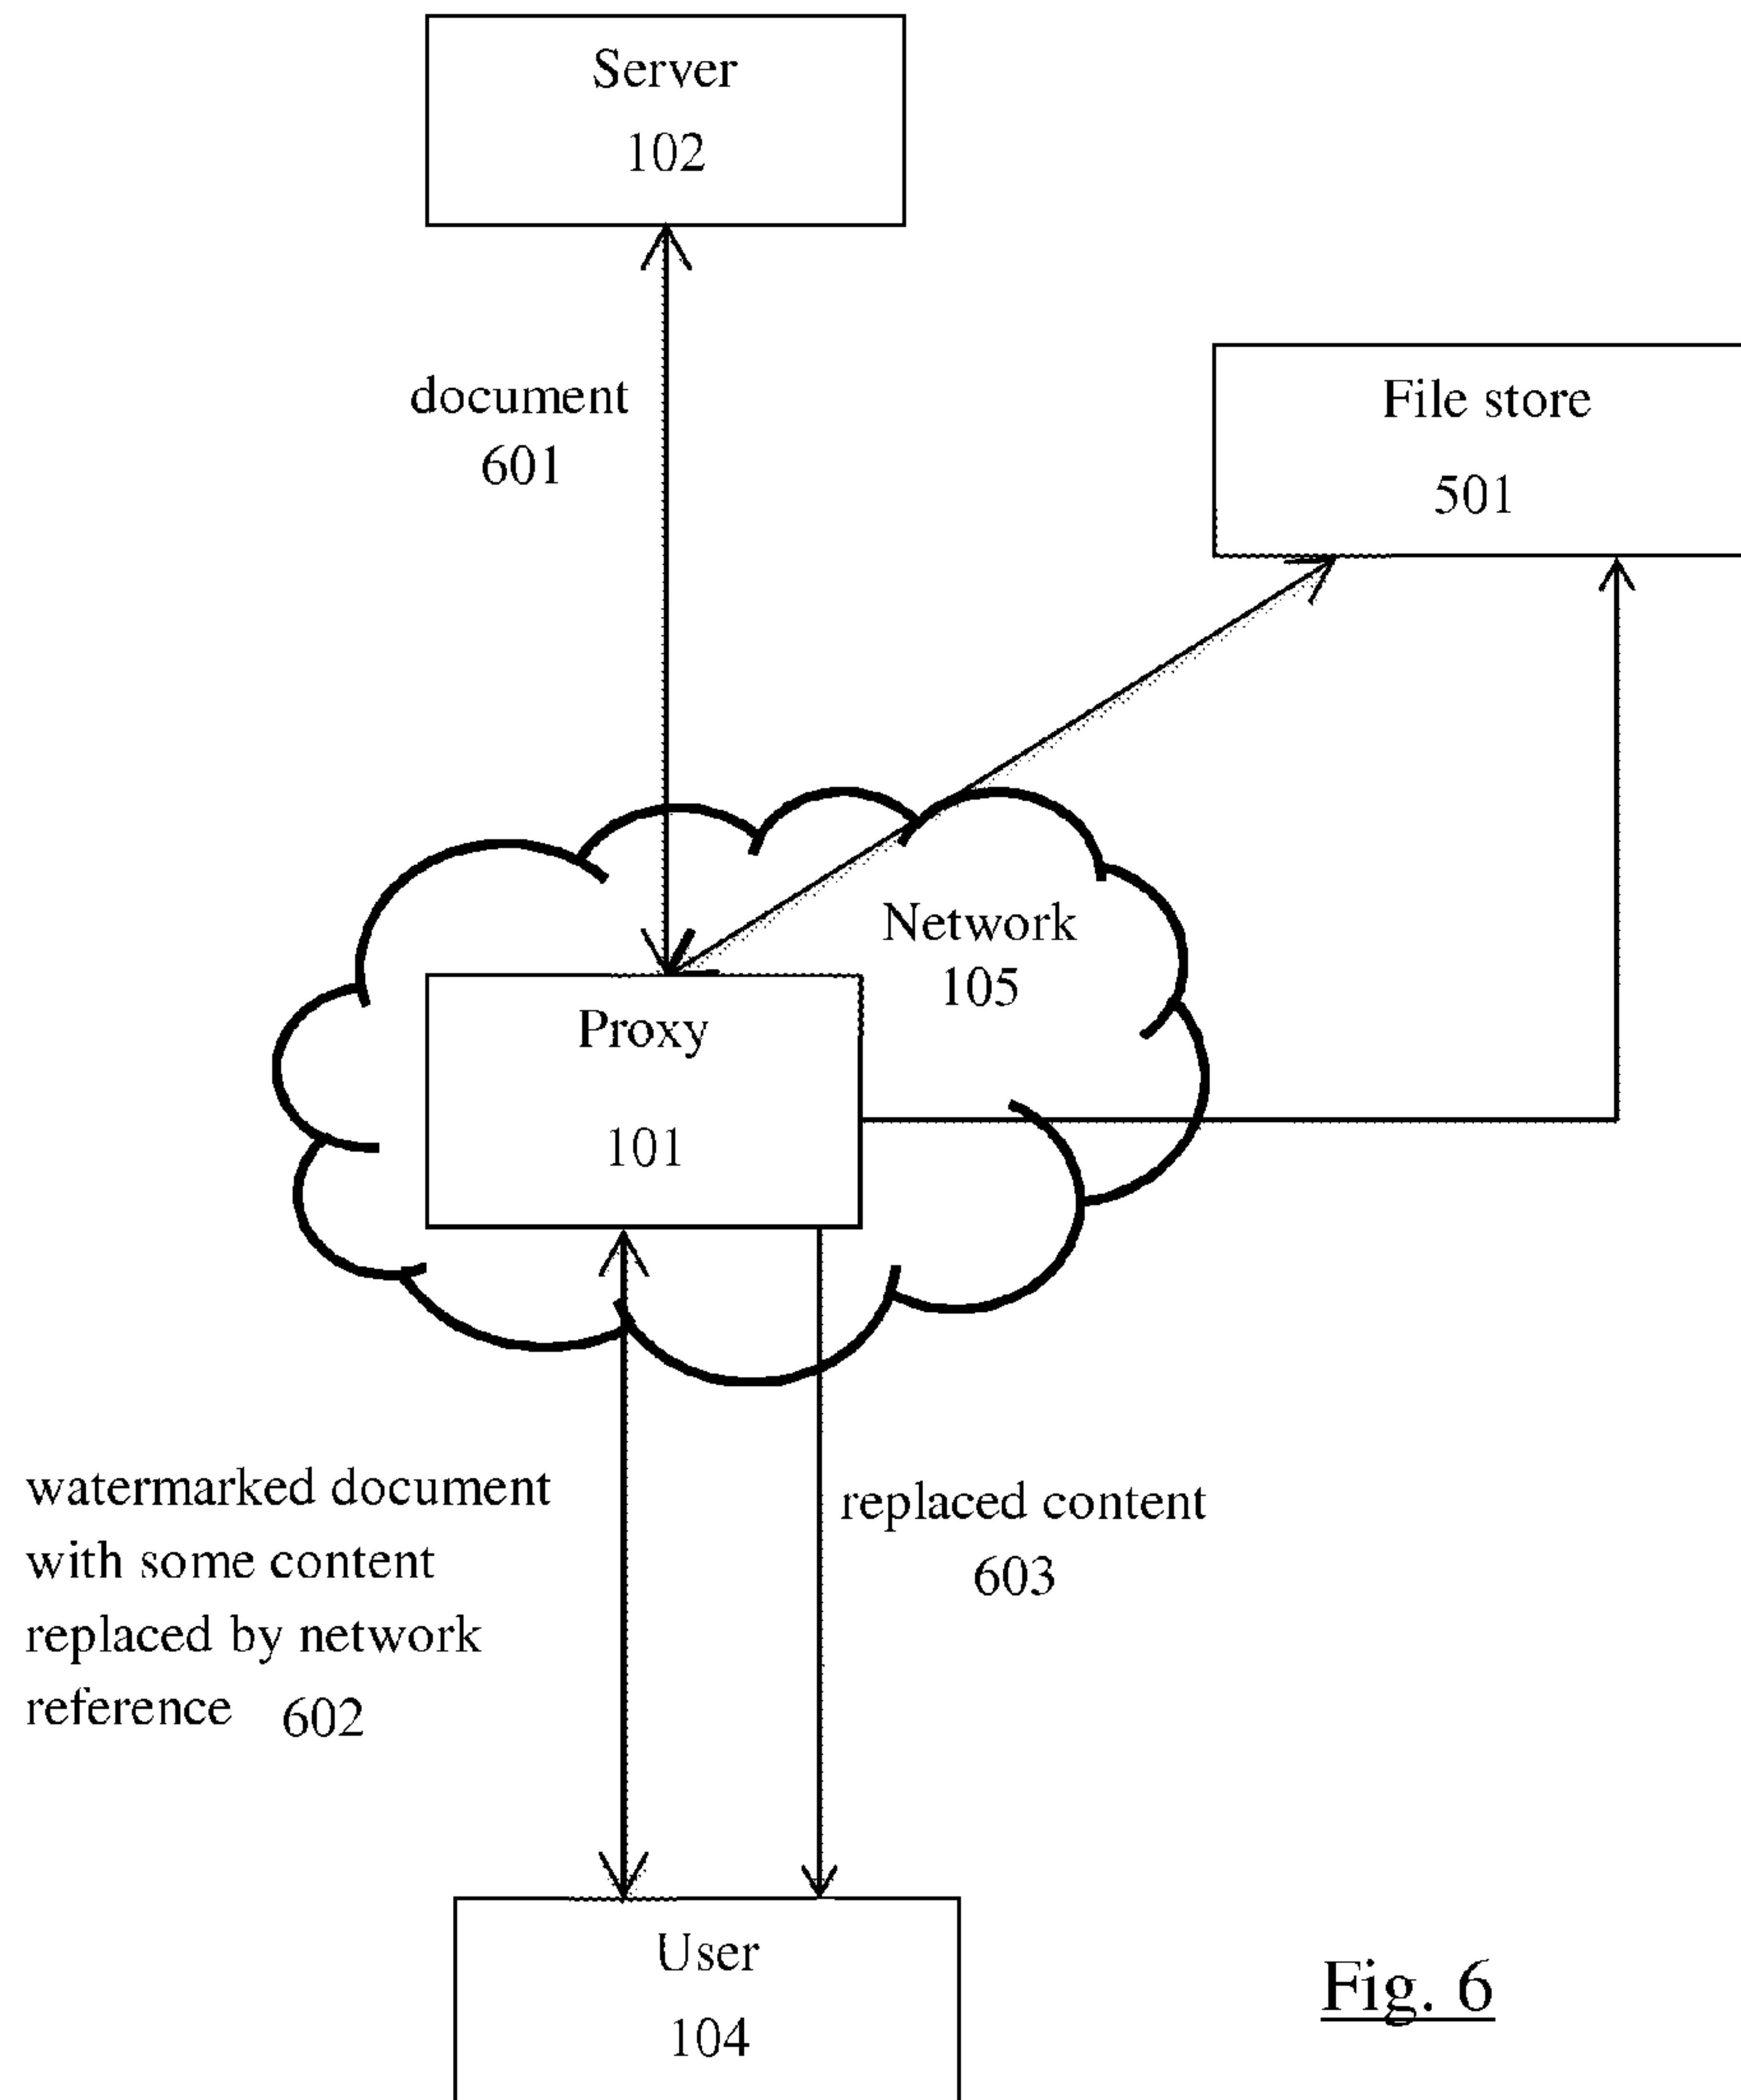 Server
102
document
601
File store
501
Network
105
Proxy
101
watermarked document
with some content
replaced by network
reference 602
replaced content
603
User
104
Fig. 6